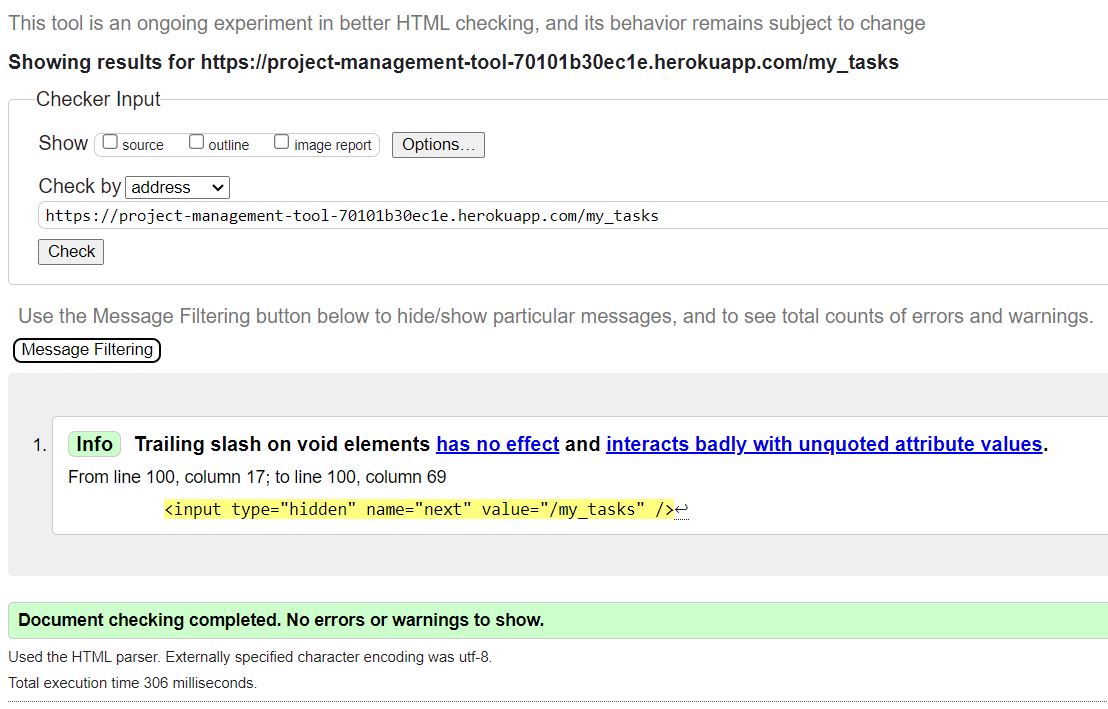 This tool is an ongoing experiment in better HTML checking, and its behavior remains subject to change
Showing results for https://project-management-tool-70101b30ec1e.herokuapp.com/my_tasks
Checker Input
Show source outline image report Options...
Check by address
https://project-management-tool-70101b30ec1e.herokuapp.com/my_tasks
Check
Use the Message Filtering button below to hide/show particular messages, and to see total counts of errors and warnings.
Message Filtering
1. Info Trailing slash on void elements has no effect and interacts badly with unquoted attribute values.
From line 100, column 17; to line 100, column 69
<input type="hidden" name="next" value="/my_tasks" />↩
Document checking completed. No errors or warnings to show.
Used the HTML parser. Externally specified character encoding was utf-8.
Total execution time 306 milliseconds.